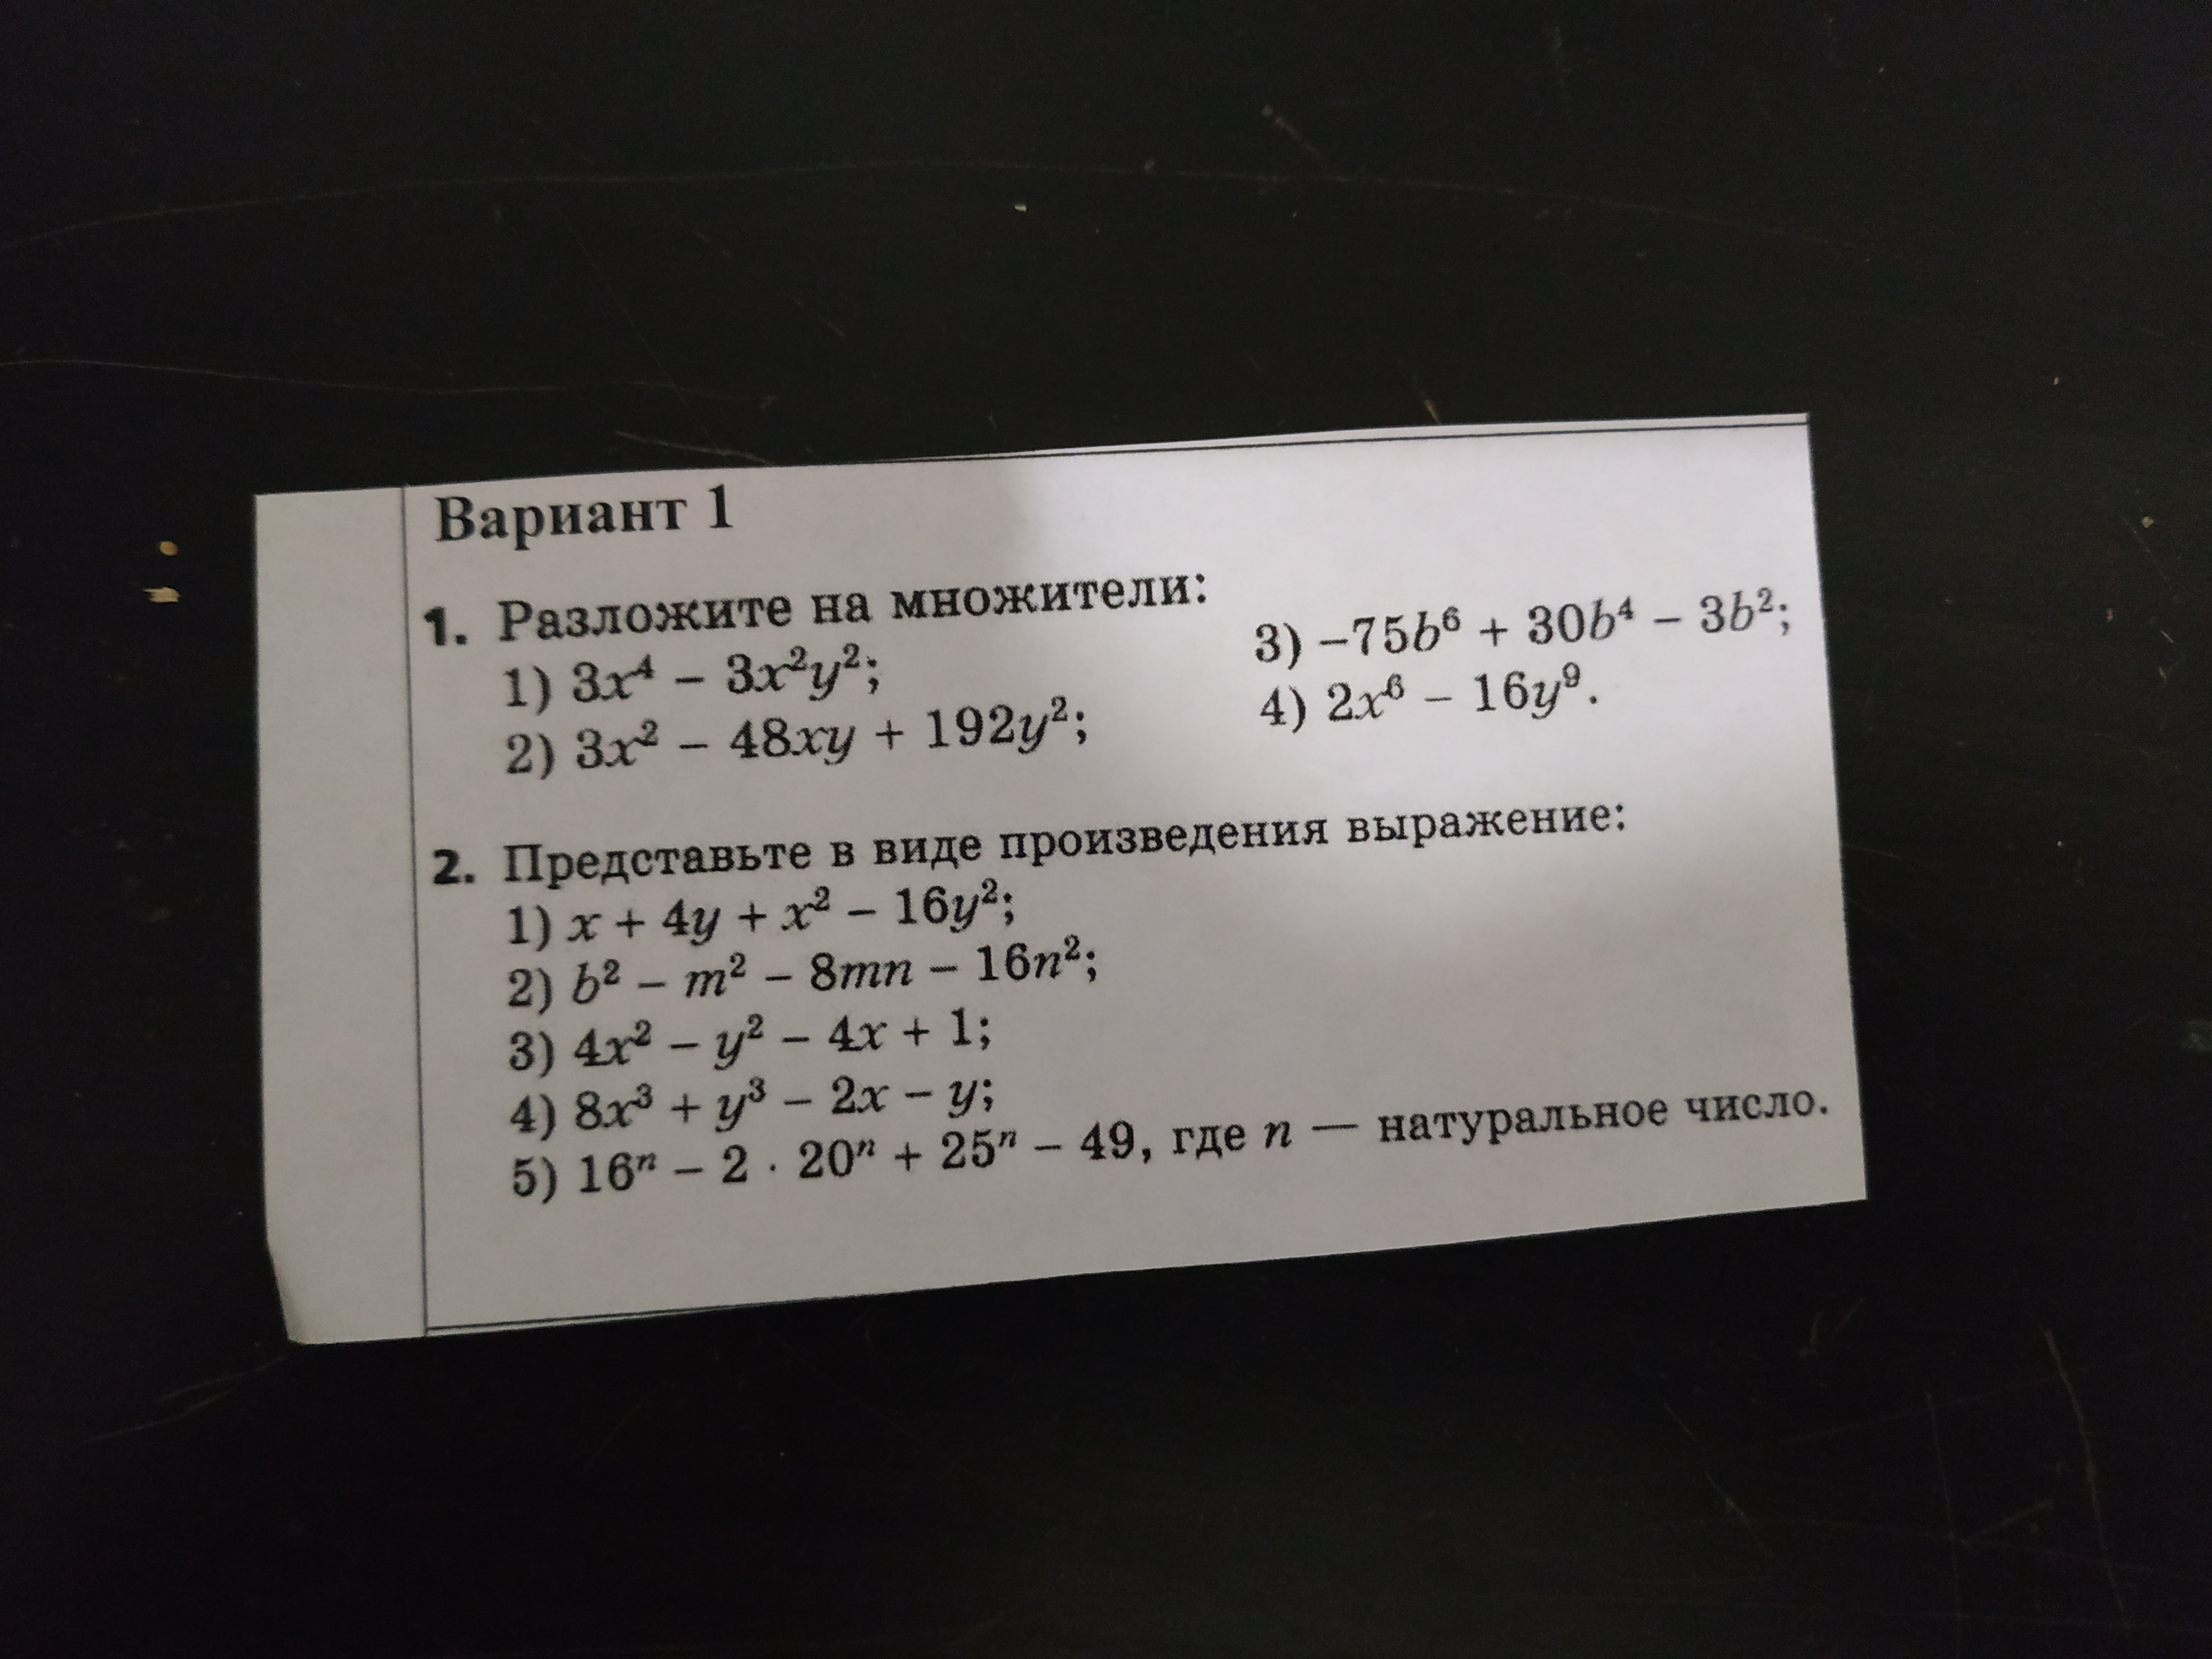 Вариант 1
1. Разложите на множители:
1) 3x⁴ – 3x²y²;
2) 3x² – 48xy + 192y²;
3) –75b⁶ + 30b⁴ – 3b²;
4) 2x⁶ – 16y⁹.
2. Представьте в виде произведения выражение:
1) x + 4y + x² – 16y²;
2) b² – m² – 8mn – 16n²;
3) 4x² – y² – 4x + 1;
4) 8x³ + y³ – 2x – y;
5) 16ⁿ – 2 · 20ⁿ + 25ⁿ – 49, где n — натуральное число.